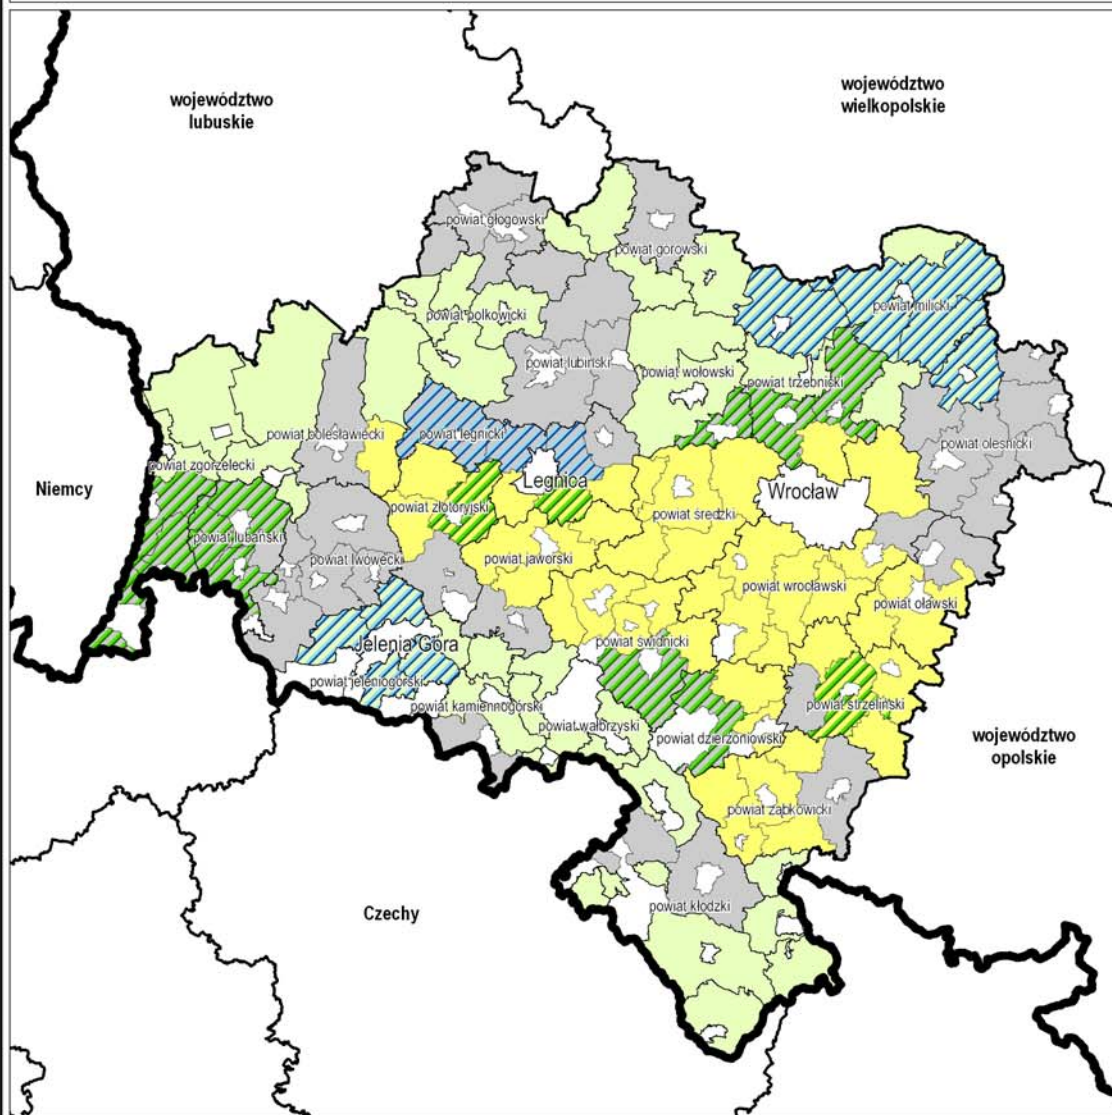 województwo
lubuskie
województwo
wielkopolskie
powiat głogowski
powiat gorowski
powiat polkowicki
powiat milicki
powiat lubiński
powiat wołowski
powiat trzebnicki
powiat legnicki
powiat bolesławiecki
powiat oleśnicki
powiat zgorzelecki
Niemcy
Legnica
Wrocław
powiat złotoryjski
powiat średzki
powiat lubański
powiat lwowecki
powiat jaworski
powiat wrocławski
powiat oławski
Jelenia Góra
powiat świdnicki
powiat jeleniogórski
powiat kamiennogórski
powiat strzeliński
powiat wałbrzyski
powiat dzierżoniowski
województwo
opolskie
powiat ząbkowicki
Czechy
powiat kłodzki